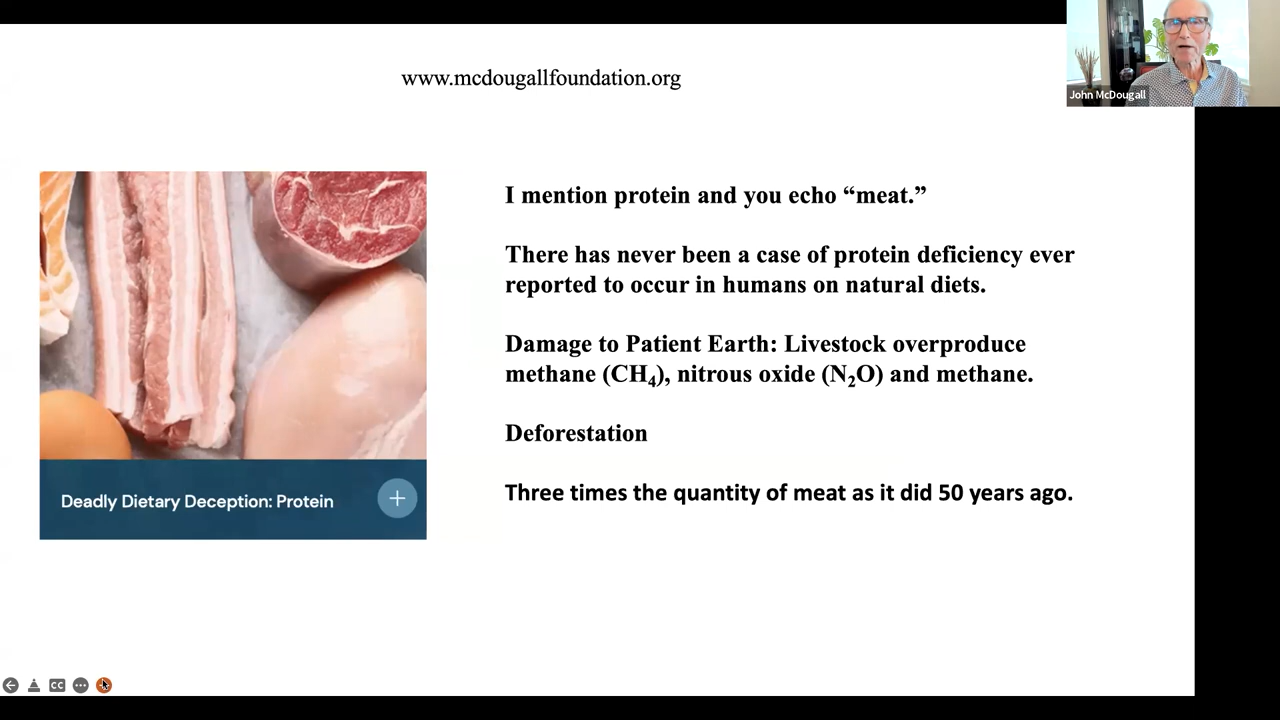 www.mcdougallfoundation.org
John McDougall
I mention protein and you echo “meat.”
There has never been a case of protein deficiency ever
reported to occur in humans on natural diets.
Damage to Patient Earth: Livestock overproduce
methane (CH₄), nitrous oxide (N₂O) and methane.
Deforestation
Three times the quantity of meat as it did 50 years ago.
Deadly Dietary Deception: Protein
CC